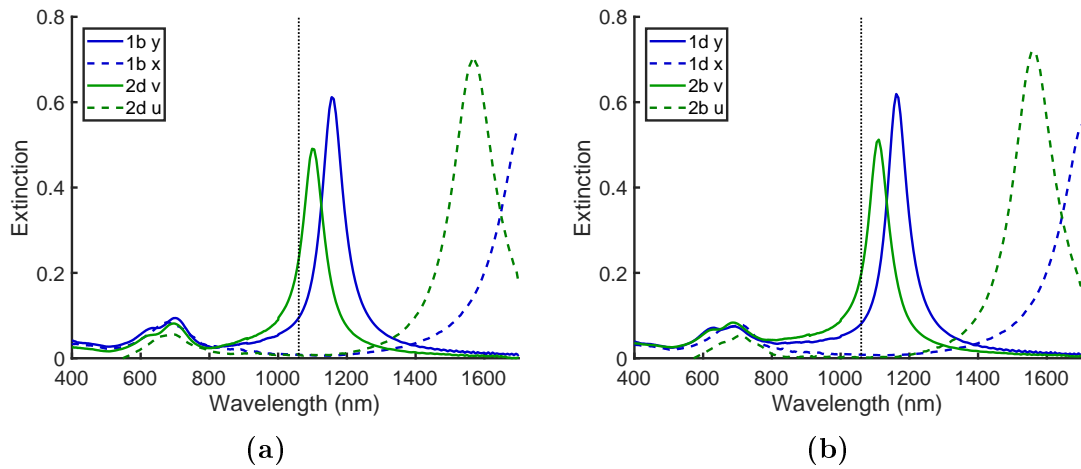 0.8
0.6
0.4
0.2
0
Extinction
1b y
1b x
2d v
2d u
400 600 800 1000 1200 1400 1600
Wavelength (nm)
(a)
0.8
0.6
0.4
0.2
0
Extinction
1d y
1d x
2b v
2b u
400 600 800 1000 1200 1400 1600
Wavelength (nm)
(b)